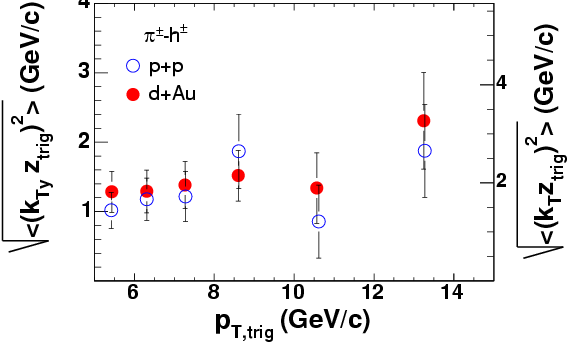 π±-h±
p+p
d+Au
4
3
2
1
√<(k_Ty z_trig)²> (GeV/c)
4
2
√<(k_T z_trig)²> (GeV/c)
6 8 10 12 14
p_T,trig (GeV/c)